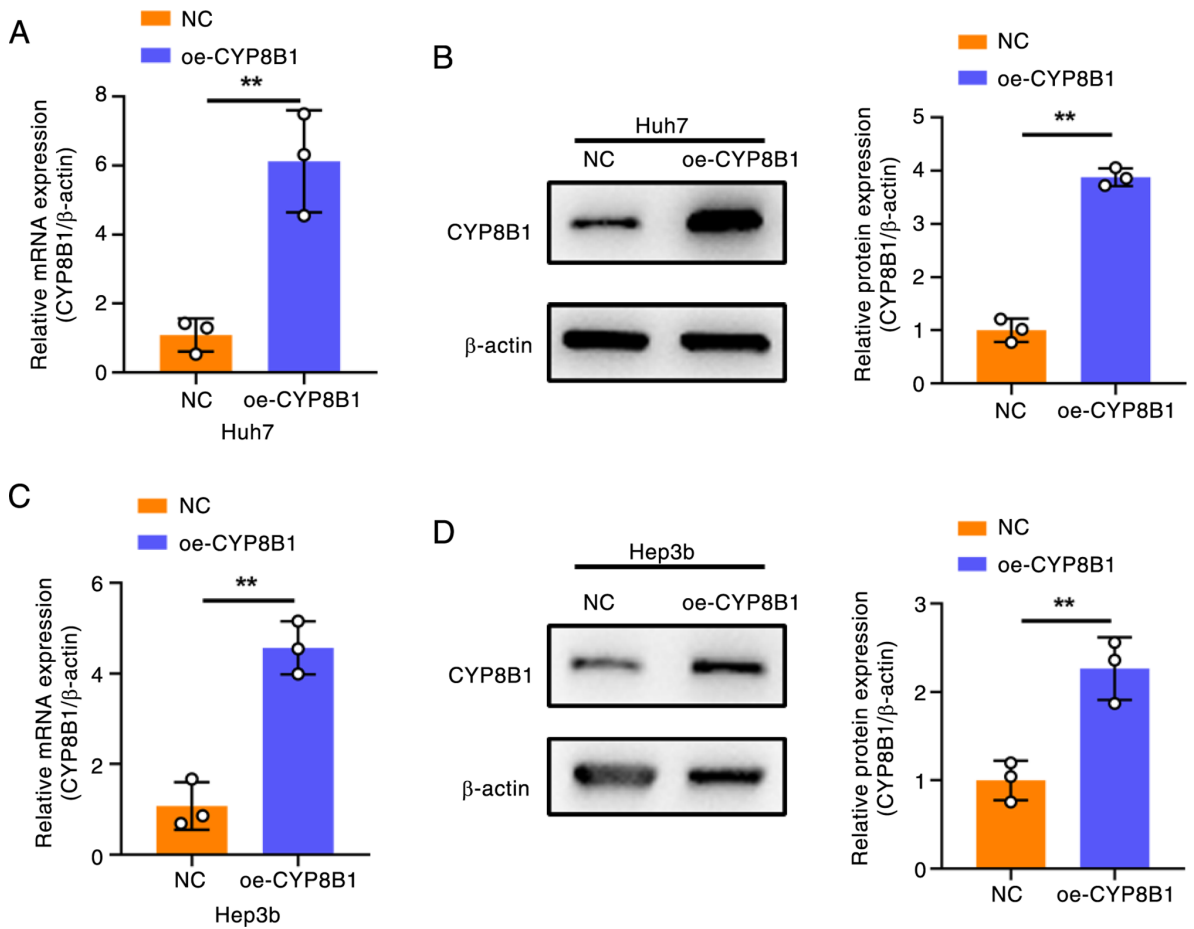 A
NC
oe-CYP8B1
**
Relative mRNA expression
(CYP8B1/β-actin)
8
6
4
2
0
NC
oe-CYP8B1
Huh7
B
Huh7
NC
oe-CYP8B1
CYP8B1
β-actin
NC
oe-CYP8B1
**
Relative protein expression
(CYP8B1/β-actin)
5
4
3
2
1
0
NC
oe-CYP8B1
C
NC
oe-CYP8B1
**
Relative mRNA expression
(CYP8B1/β-actin)
6
4
2
0
NC
oe-CYP8B1
Hep3b
D
Hep3b
NC
oe-CYP8B1
CYP8B1
β-actin
NC
oe-CYP8B1
**
Relative protein expression
(CYP8B1/β-actin)
3
2
1
0
NC
oe-CYP8B1